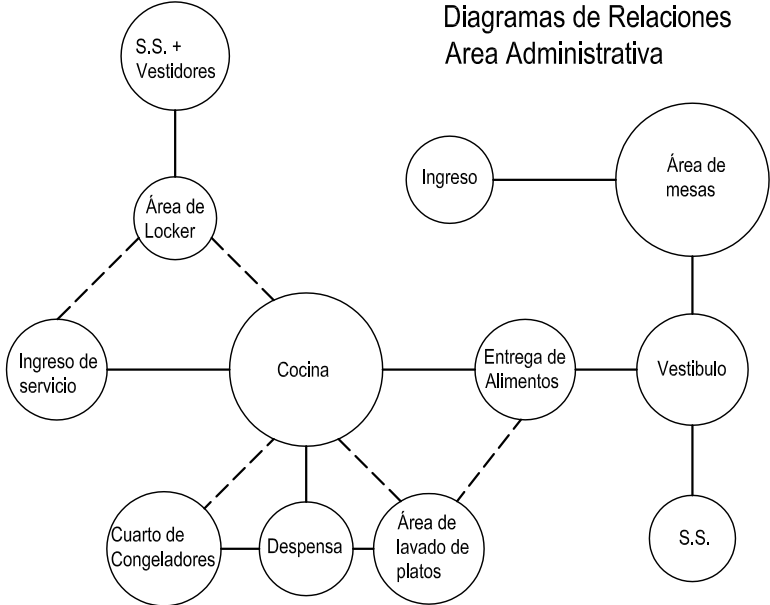 Diagramas de Relaciones
Area Administrativa
S.S. +
Vestidores
Ingreso
Área de
mesas
Área de
Locker
Ingreso de
servicio
Cocina
Entrega de
Alimentos
Vestibulo
Cuarto de
Congeladores
Despensa
Área de
lavado de
platos
S.S.